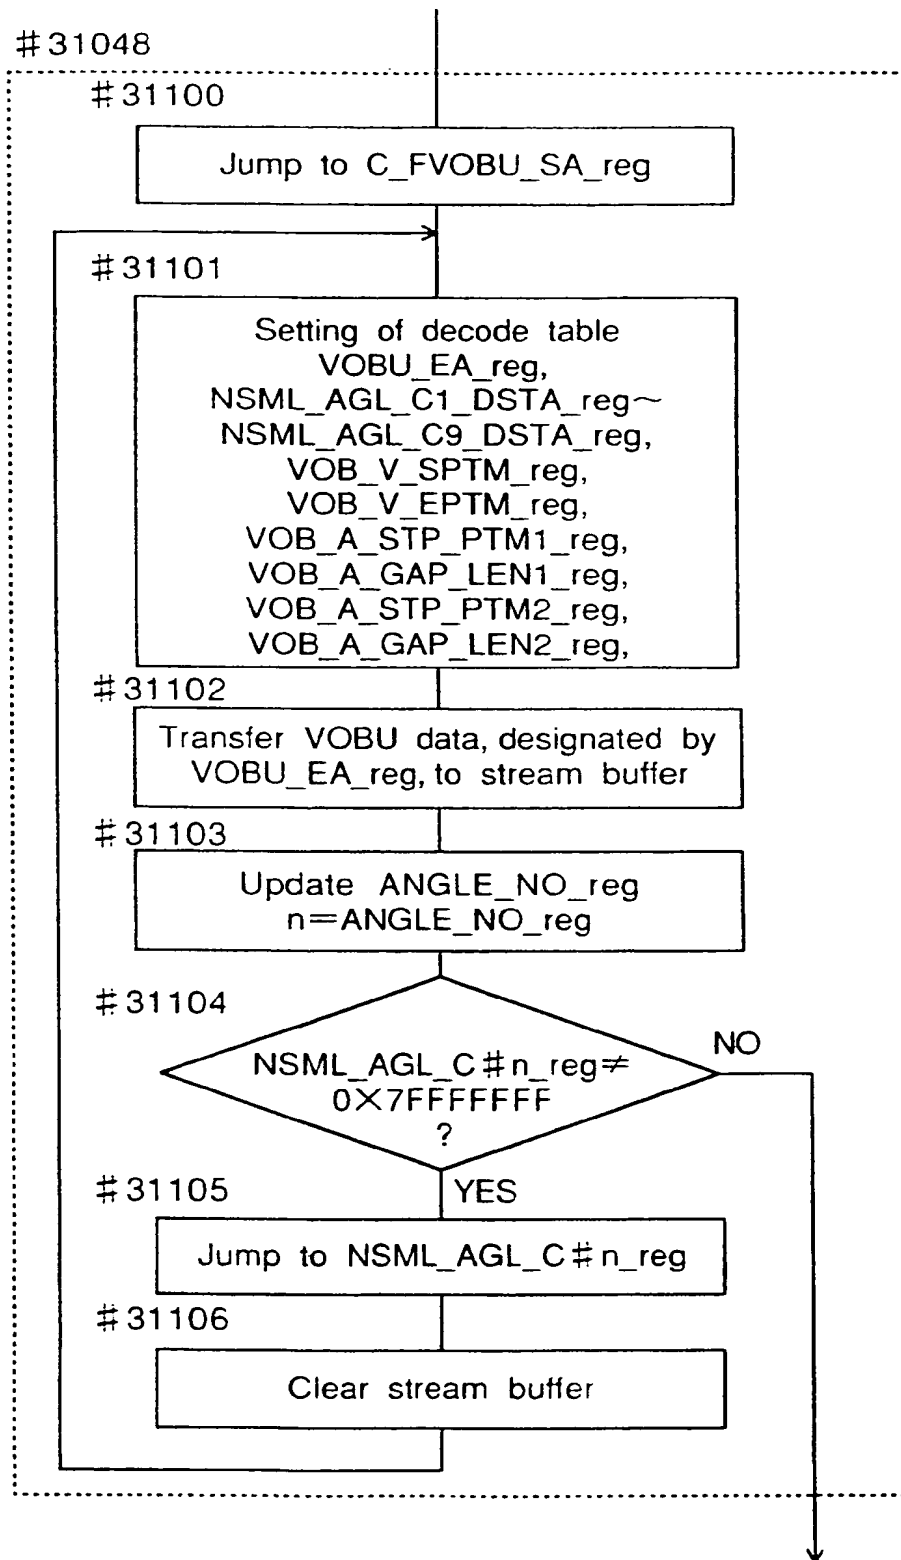 #31048
#31100
Jump to C_FVOBU_SA_reg
#31101
Setting of decode table
VOBU_EA_reg,
NSML_AGL_C1_DSTA_reg~
NSML_AGL_C9_DSTA_reg,
VOB_V_SPTM_reg,
VOB_V_EPTM_reg,
VOB_A_STP_PTM1_reg,
VOB_A_GAP_LEN1_reg,
VOB_A_STP_PTM2_reg,
VOB_A_GAP_LEN2_reg,
#31102
Transfer VOBU data, designated by
VOBU_EA_reg, to stream buffer
#31103
Update ANGLE_NO_reg
n=ANGLE_NO_reg
#31104
NSML_AGL_C#n_reg≠
0×7FFFFFFF
?
NO
YES
#31105
Jump to NSML_AGL_C#n_reg
#31106
Clear stream buffer